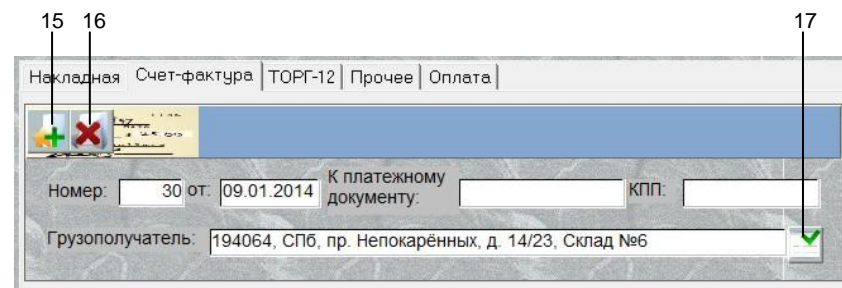 15 16 17
Накладная Счет-фактура ТОРГ-12 Прочее Оплата
Номер: 30 от: 09.01.2014 К платежному документу: КПП:
Грузополучатель: 194064, СПб, пр. Непокарённых, д. 14/23, Склад №6